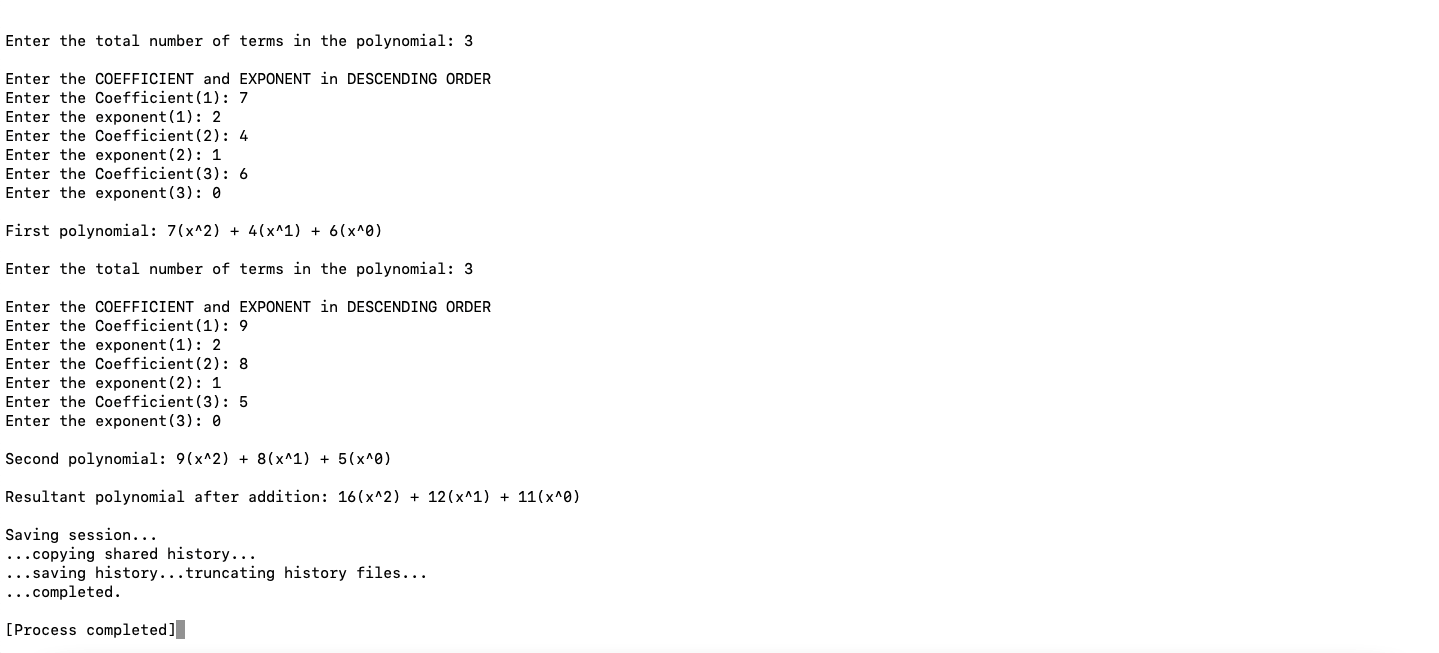 Enter the total number of terms in the polynomial: 3
Enter the COEFFICIENT and EXPONENT in DESCENDING ORDER
Enter the Coefficient(1): 7
Enter the exponent(1): 2
Enter the Coefficient(2): 4
Enter the exponent(2): 1
Enter the Coefficient(3): 6
Enter the exponent(3): 0
First polynomial: 7(x^2) + 4(x^1) + 6(x^0)
Enter the total number of terms in the polynomial: 3
Enter the COEFFICIENT and EXPONENT in DESCENDING ORDER
Enter the Coefficient(1): 9
Enter the exponent(1): 2
Enter the Coefficient(2): 8
Enter the exponent(2): 1
Enter the Coefficient(3): 5
Enter the exponent(3): 0
Second polynomial: 9(x^2) + 8(x^1) + 5(x^0)
Resultant polynomial after addition: 16(x^2) + 12(x^1) + 11(x^0)
Saving session...
...copying shared history...
...saving history...truncating history files...
...completed.
[Process completed]